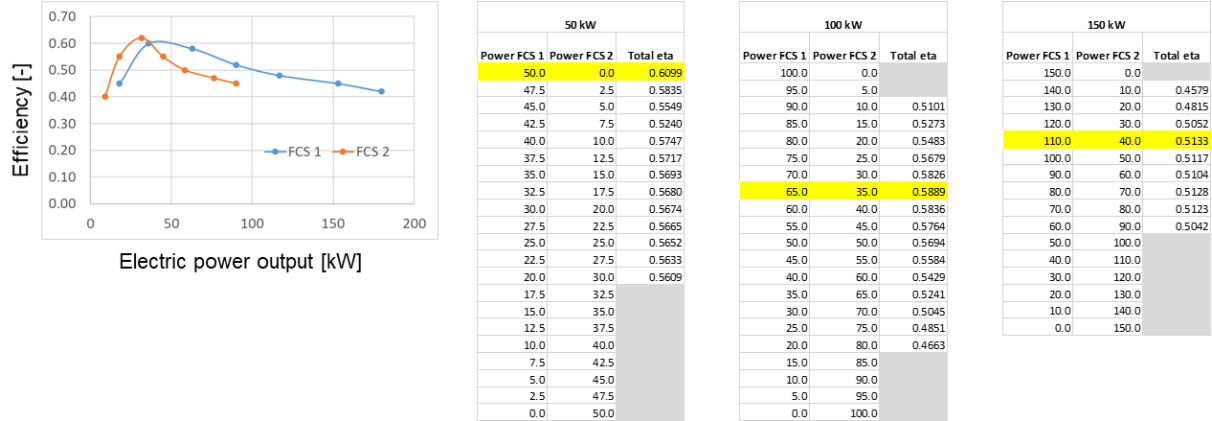 0.70
0.60
0.50
0.40
0.30
0.20
0.10
0.00
Efficiency [-]
0 50 100 150 200
Electric power output [kW]
FCS 1 FCS 2
50 kW
Power FCS 1 Power FCS 2 Total eta
50.0 0.0 0.6099
47.5 2.5 0.5835
45.0 5.0 0.5549
42.5 7.5 0.5240
40.0 10.0 0.5747
37.5 12.5 0.5717
35.0 15.0 0.5693
32.5 17.5 0.5680
30.0 20.0 0.5674
27.5 22.5 0.5665
25.0 25.0 0.5652
22.5 27.5 0.5633
20.0 30.0 0.5609
17.5 32.5
15.0 35.0
12.5 37.5
10.0 40.0
7.5 42.5
5.0 45.0
2.5 47.5
0.0 50.0
100 kW
Power FCS 1 Power FCS 2 Total eta
100.0 0.0
95.0 5.0
90.0 10.0 0.5101
85.0 15.0 0.5273
80.0 20.0 0.5483
75.0 25.0 0.5679
70.0 30.0 0.5826
65.0 35.0 0.5889
60.0 40.0 0.5836
55.0 45.0 0.5764
50.0 50.0 0.5694
45.0 55.0 0.5584
40.0 60.0 0.5429
35.0 65.0 0.5241
30.0 70.0 0.5045
25.0 75.0 0.4851
20.0 80.0 0.4663
15.0 85.0
10.0 90.0
5.0 95.0
0.0 100.0
150 kW
Power FCS 1 Power FCS 2 Total eta
150.0 0.0
140.0 10.0 0.4579
130.0 20.0 0.4815
120.0 30.0 0.5052
110.0 40.0 0.5133
100.0 50.0 0.5117
90.0 60.0 0.5104
80.0 70.0 0.5128
70.0 80.0 0.5123
60.0 90.0 0.5042
50.0 100.0
40.0 110.0
30.0 120.0
20.0 130.0
10.0 140.0
0.0 150.0